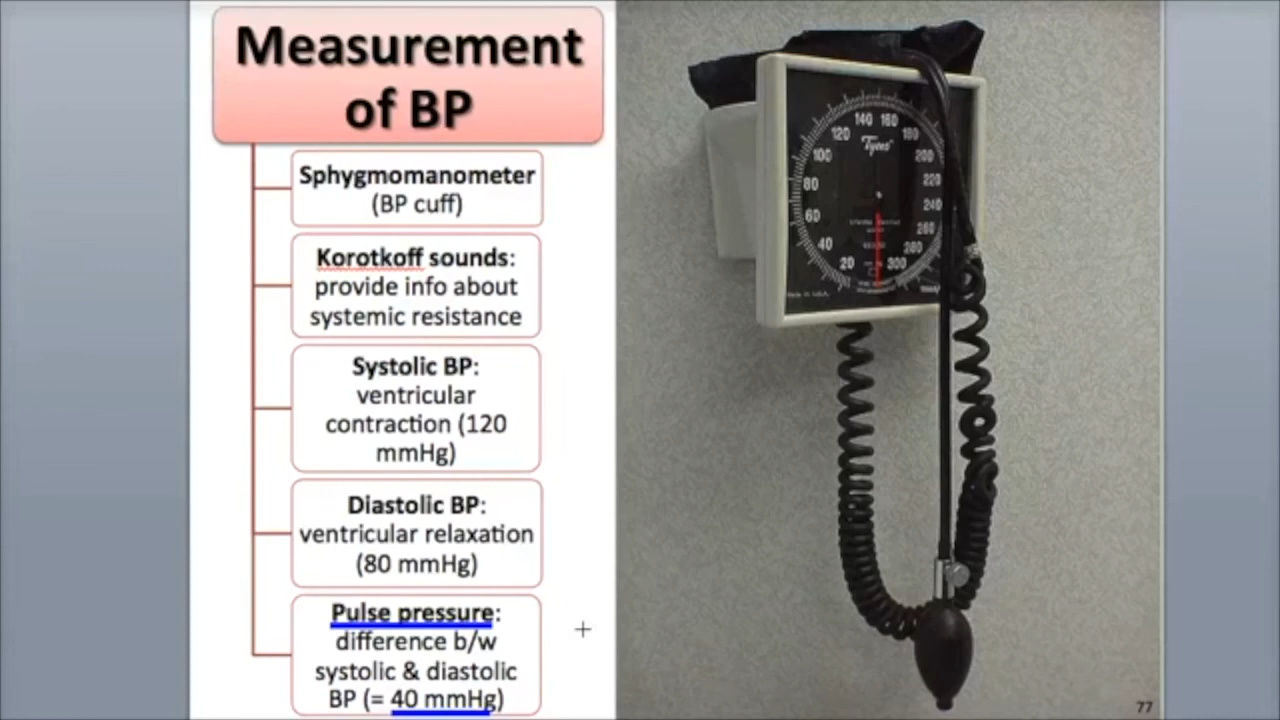 Measurement
of BP
Sphygmomanometer
(BP cuff)
Korotkoff sounds:
provide info about
systemic resistance
Systolic BP:
ventricular
contraction (120
mmHg)
Diastolic BP:
ventricular relaxation
(80 mmHg)
Pulse pressure:
difference b/w
systolic & diastolic
BP (= 40 mmHg)
140 160
120 180
Tycos
100 200
80 220
60 240
260
40 280
20 300
77